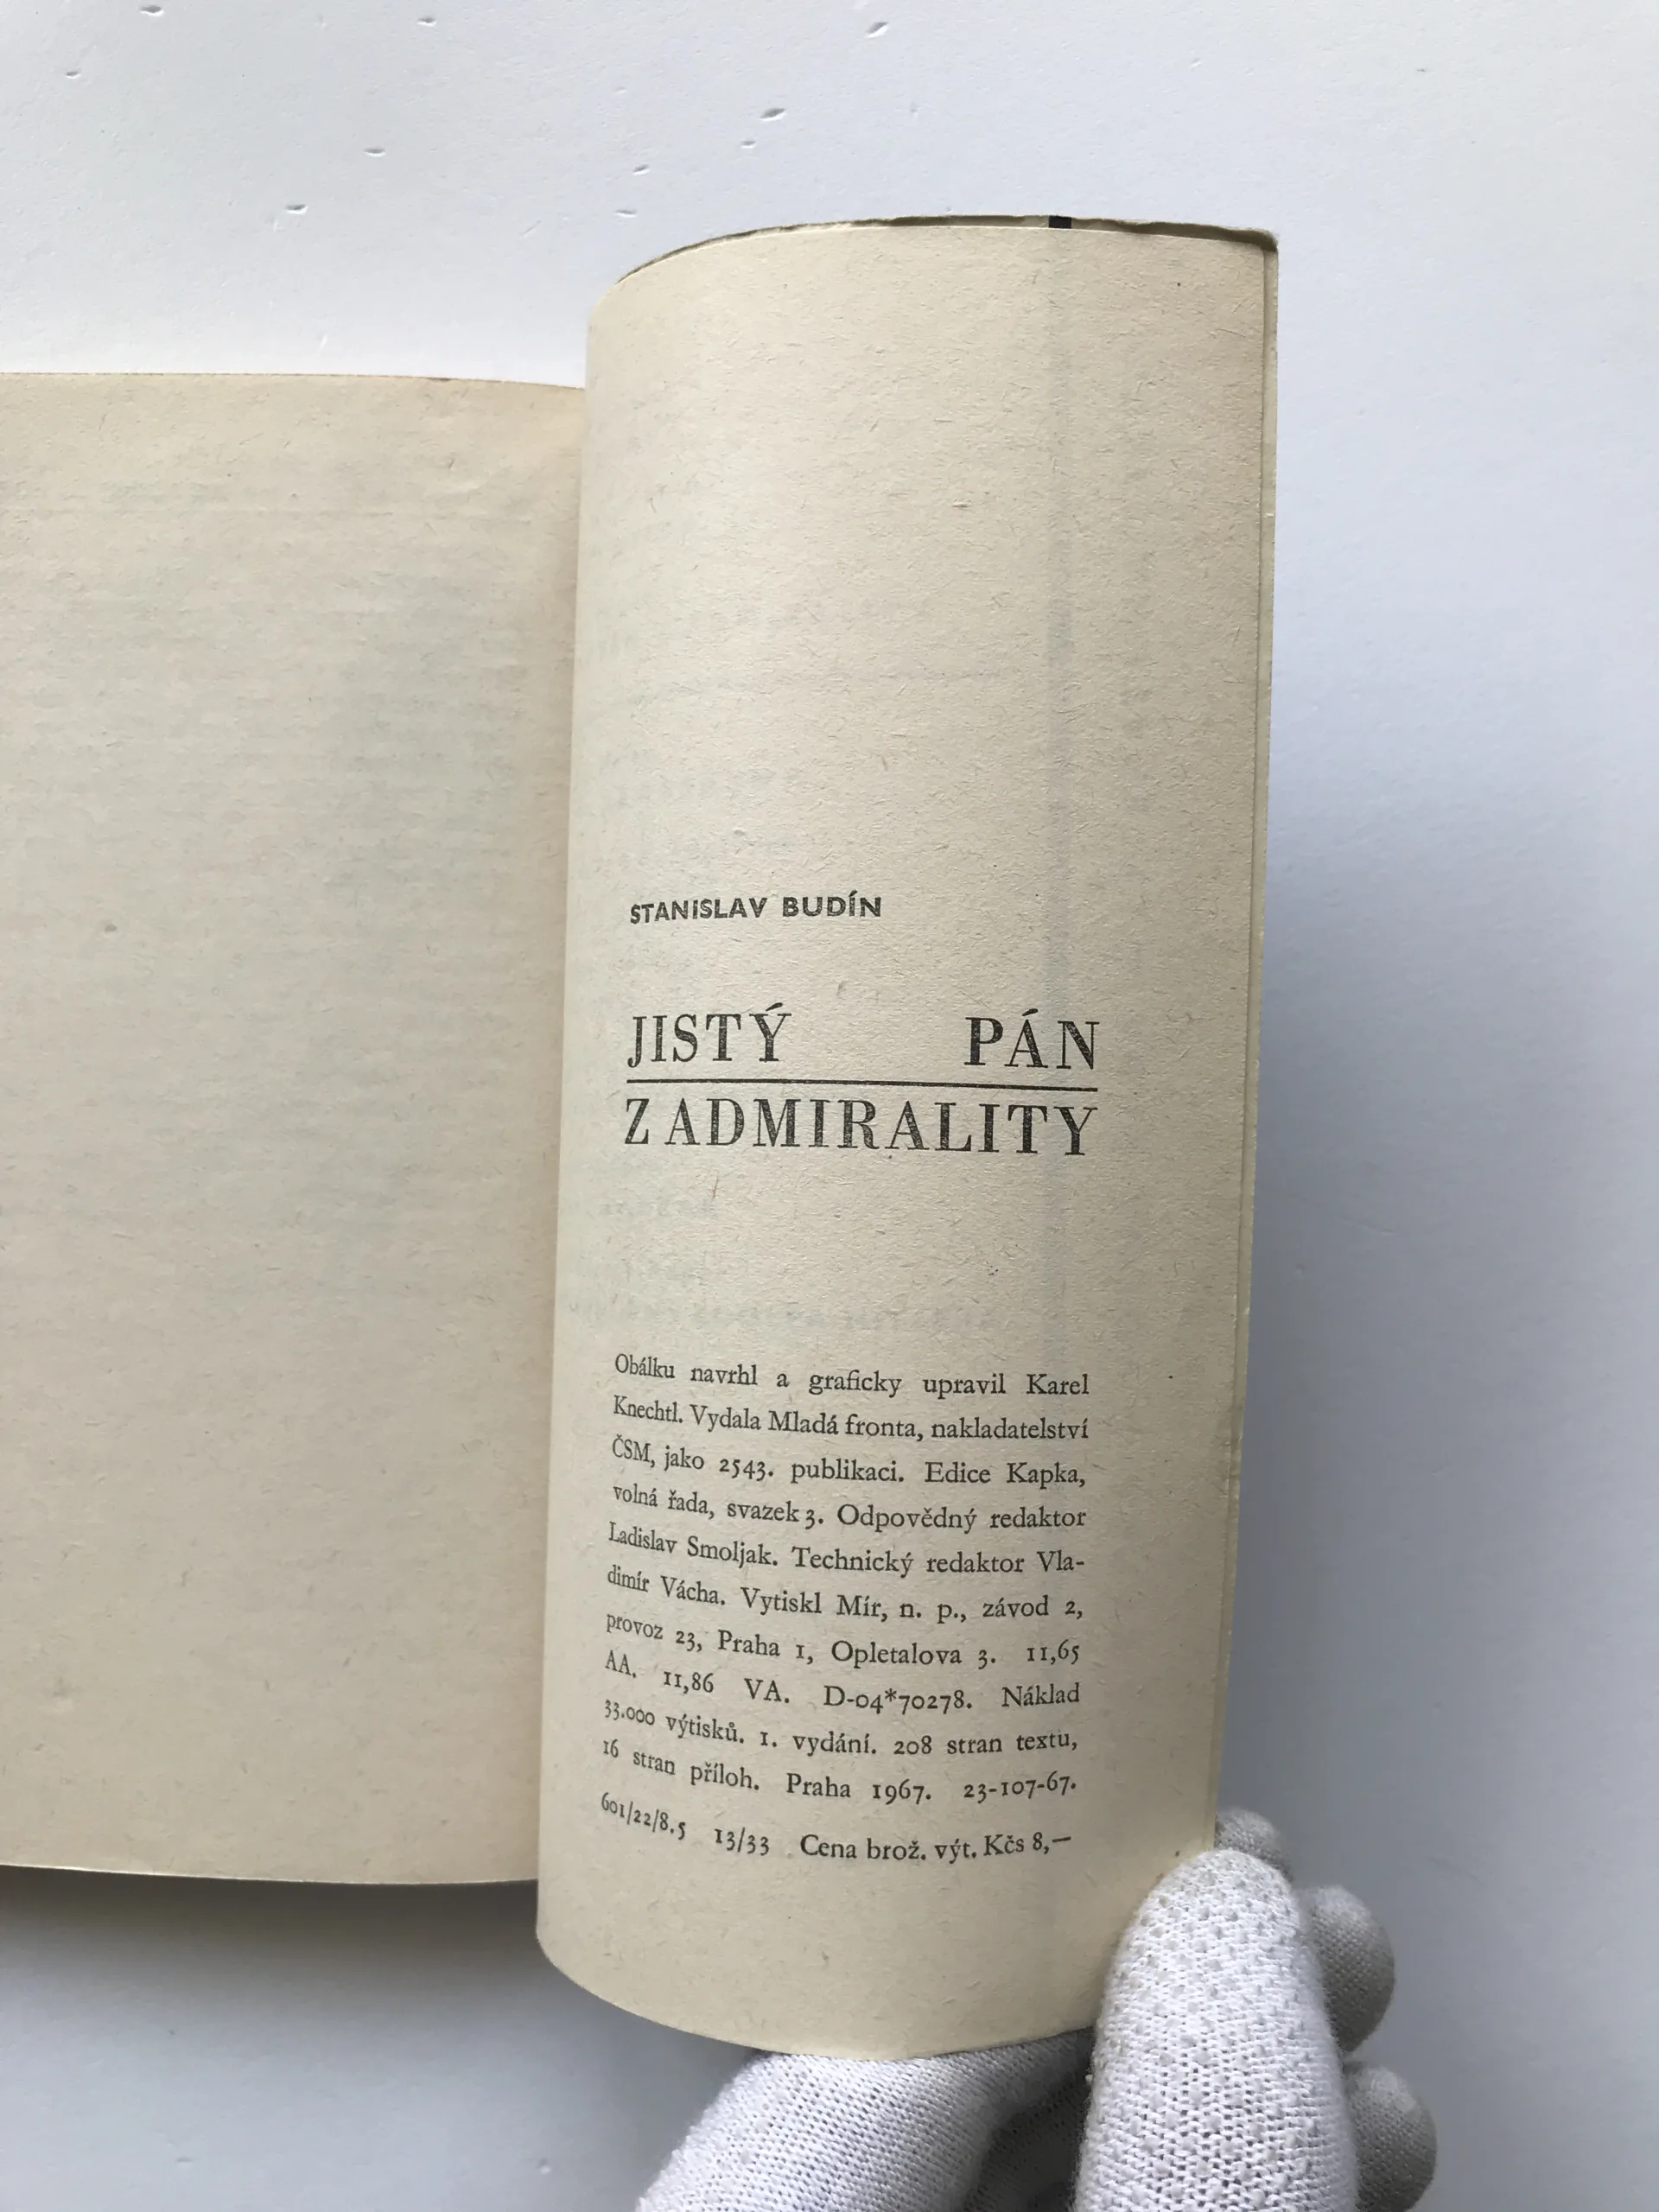 STANISLAV BUDÍN
JISTÝ PÁN
Z ADMIRALITY
Obálku navrhl a graficky upravil Karel
Knechtl. Vydala Mladá fronta, nakladatelství
ČSM, jako 2543. publikaci. Edice Kapka,
volná řada, svazek 3. Odpovědný redaktor
Ladislav Smoljak. Technický redaktor Vla-
dimír Vácha. Vytiskl Mír, n. p., závod 2,
provoz 23, Praha 1, Opletalova 3. 11,65
AA. 11,86 VA. D-04*70278. Náklad
33.000 výtisků. 1. vydání. 208 stran textu,
16 stran příloh. Praha 1967. 23-107-67.
601/22/8.5 13/33 Cena brož. výt. Kčs 8,—